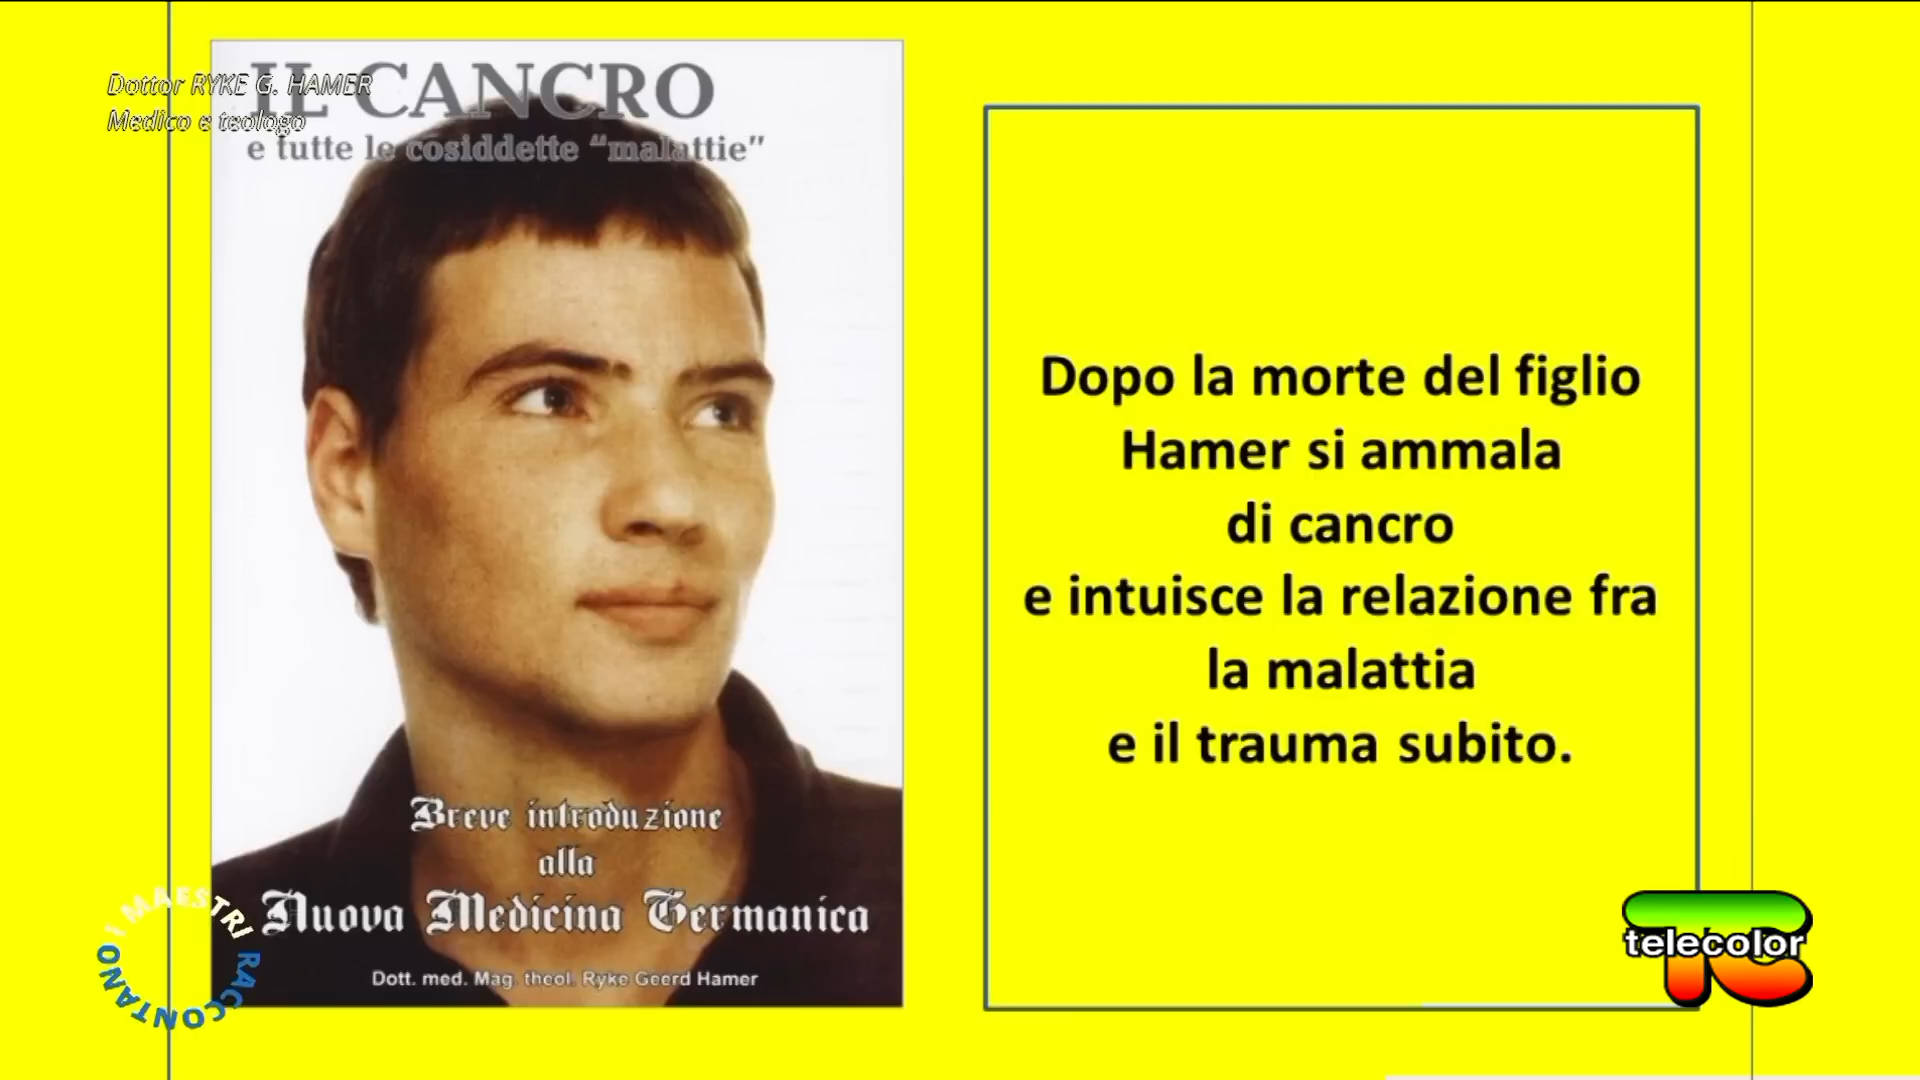 Dottor RYKE G. HAMER
Medico e teologo
IL CANCRO
e tutte le cosiddette “malattie”
Breve introduzione
alla
Nuova Medicina Germanica
Dott. med. Mag. theol. Ryke Geerd Hamer
Dopo la morte del figlio
Hamer si ammala
di cancro
e intuisce la relazione fra
la malattia
e il trauma subito.
I MAESTRI RACCONTANO
telecolor